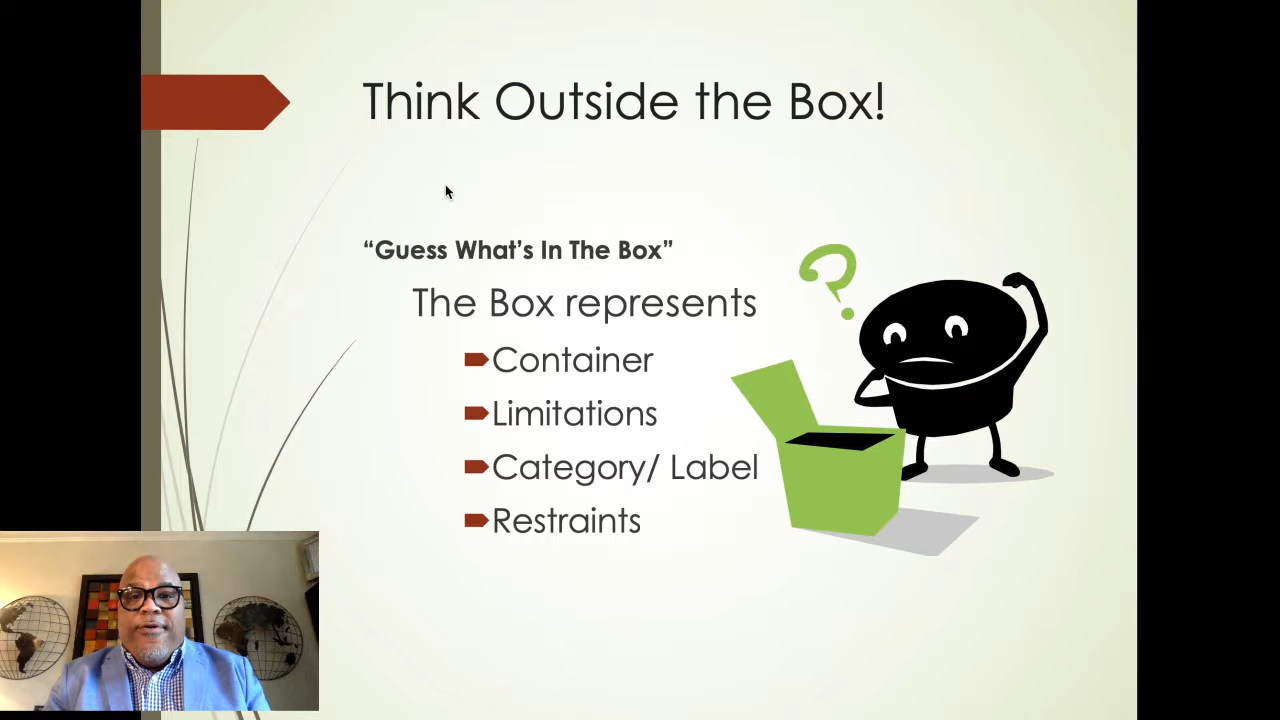 Think Outside the Box!
“Guess What’s In The Box”
The Box represents
Container
Limitations
Category/ Label
Restraints